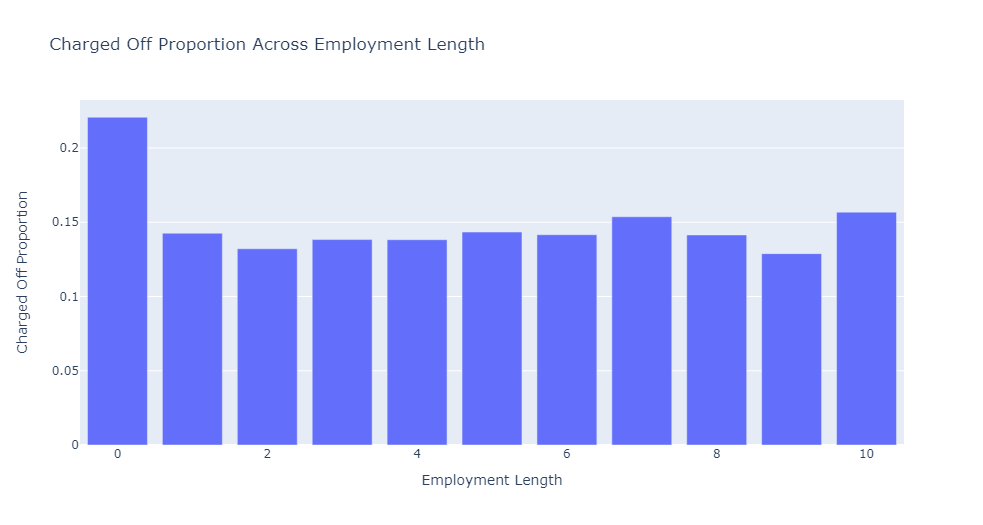 Charged Off Proportion Across Employment Length
Charged Off Proportion
0.2
0.15
0.1
0.05
0
0 2 4 6 8 10
Employment Length